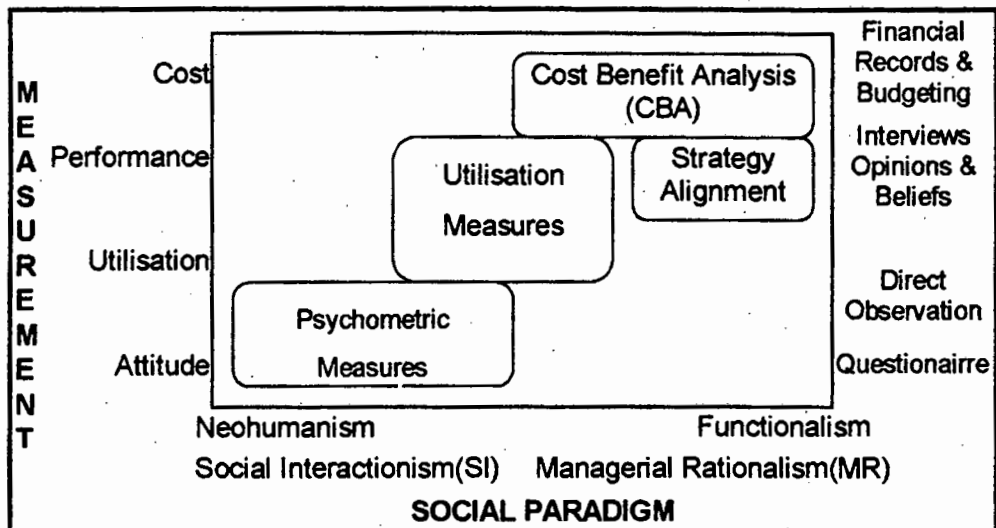 MEASUREMENT
Cost
Performance
Utilisation
Attitude
Cost Benefit Analysis
(CBA)
Utilisation
Measures
Strategy
Alignment
Psychometric
Measures
Financial
Records &
Budgeting
Interviews
Opinions &
Beliefs
Direct
Observation
Questionairre
Neohumanism
Functionalism
Social Interactionism(SI)
Managerial Rationalism(MR)
SOCIAL PARADIGM